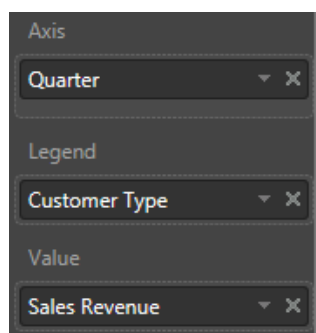 Axis
Quarter
Legend
Customer Type
Value
Sales Revenue